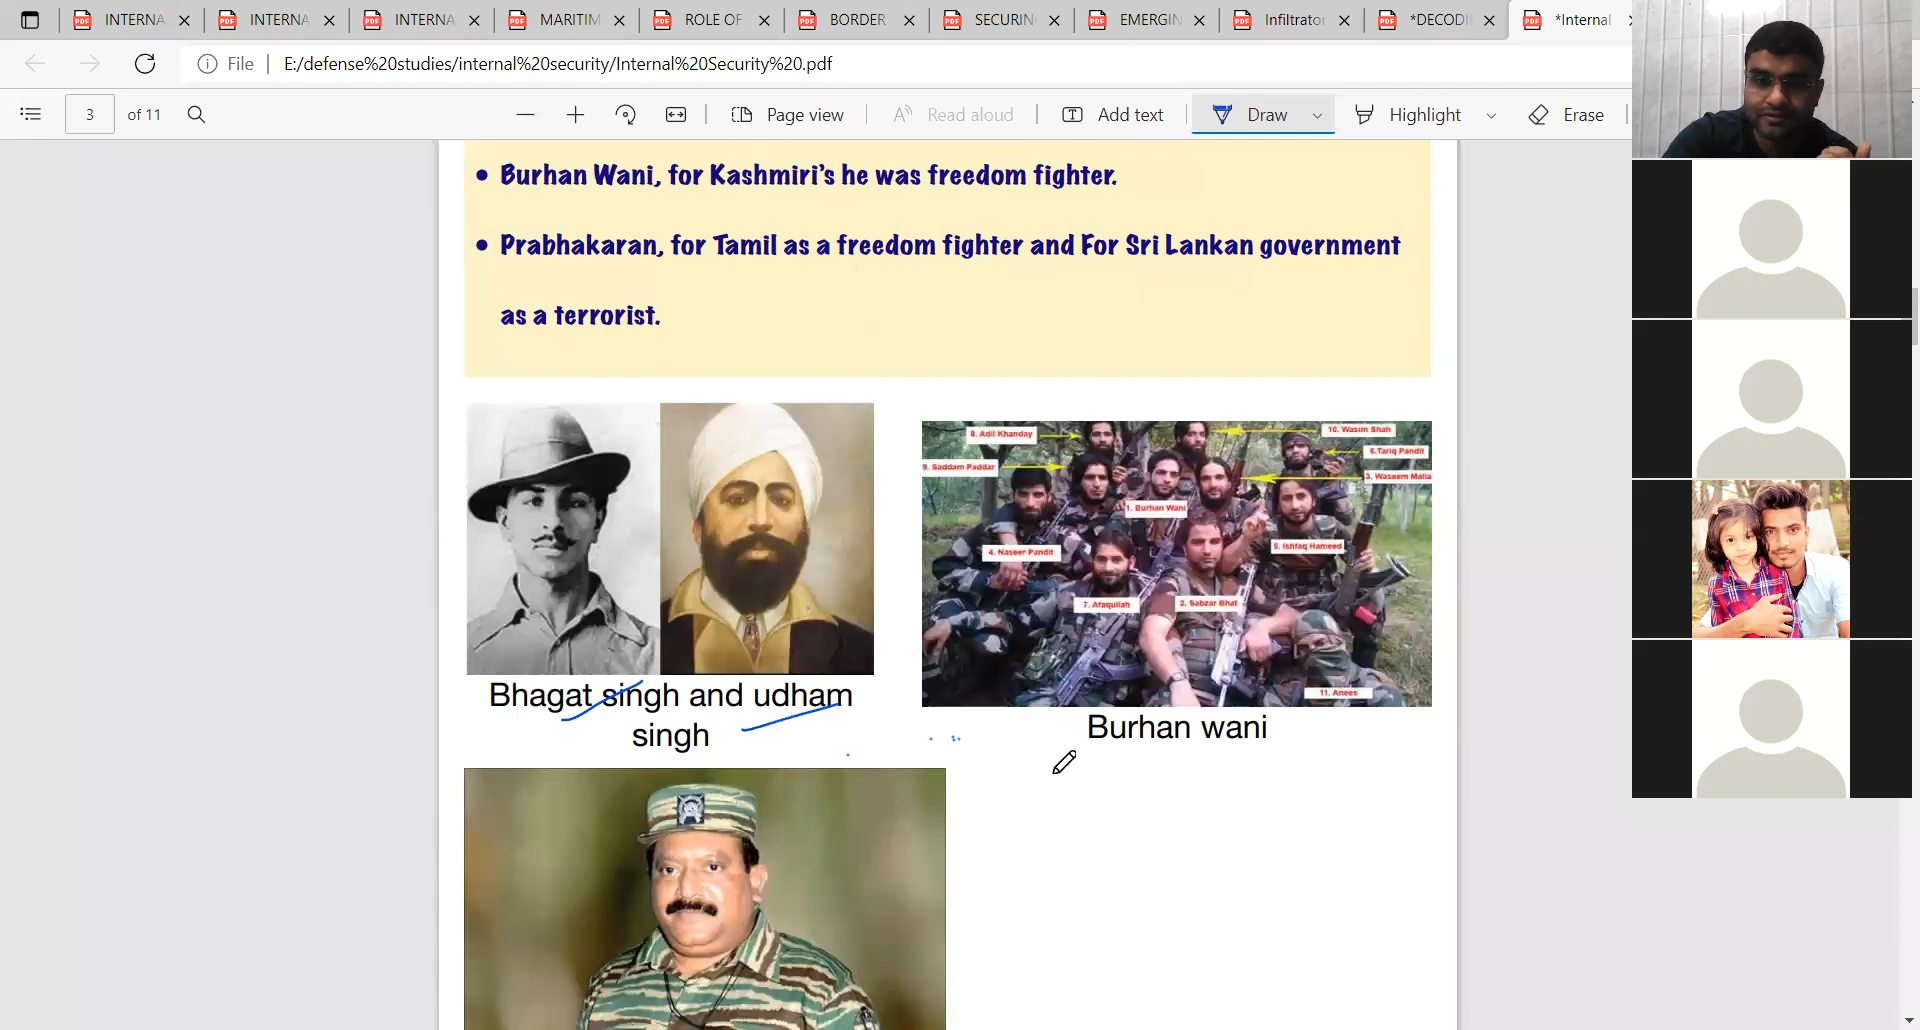 INTERNA
INTERNA
INTERNA
MARITIM
ROLE OF
BORDER
SECURIN
EMERGIN
Infiltrator
*DECODI
*Internal
File
E:/defense%20studies/internal%20security/Internal%20Security%20.pdf
3 of 11
Page view
Read aloud
Add text
Draw
Highlight
Erase
• Burhan Wani, for Kashmiri's he was freedom fighter.
• Prabhakaran, for Tamil as a freedom fighter and For Sri Lankan government
as a terrorist.
8. Adil Khanday
10. Wasim Shah
6.Tariq Pandit
9. Saddam Paddar
3. Waseem Malla
1. Burhan Wani
4. Naseer Pandit
5. Ishfaq Hameed
7. Afaqullah
2. Sabzar Bhat
11. Anees
Bhagat singh and udham
singh
Burhan wani